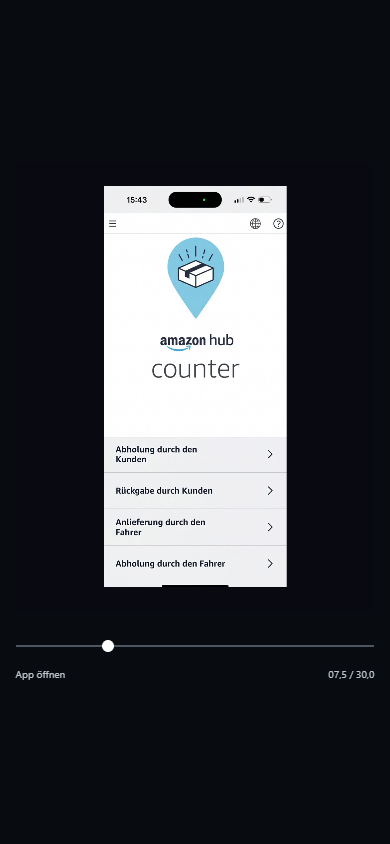 15:43
amazon hub
counter
Abholung durch den
Kunden
Rückgabe durch Kunden
Anlieferung durch den
Fahrer
Abholung durch den Fahrer
App öffnen
07,5 / 30,0